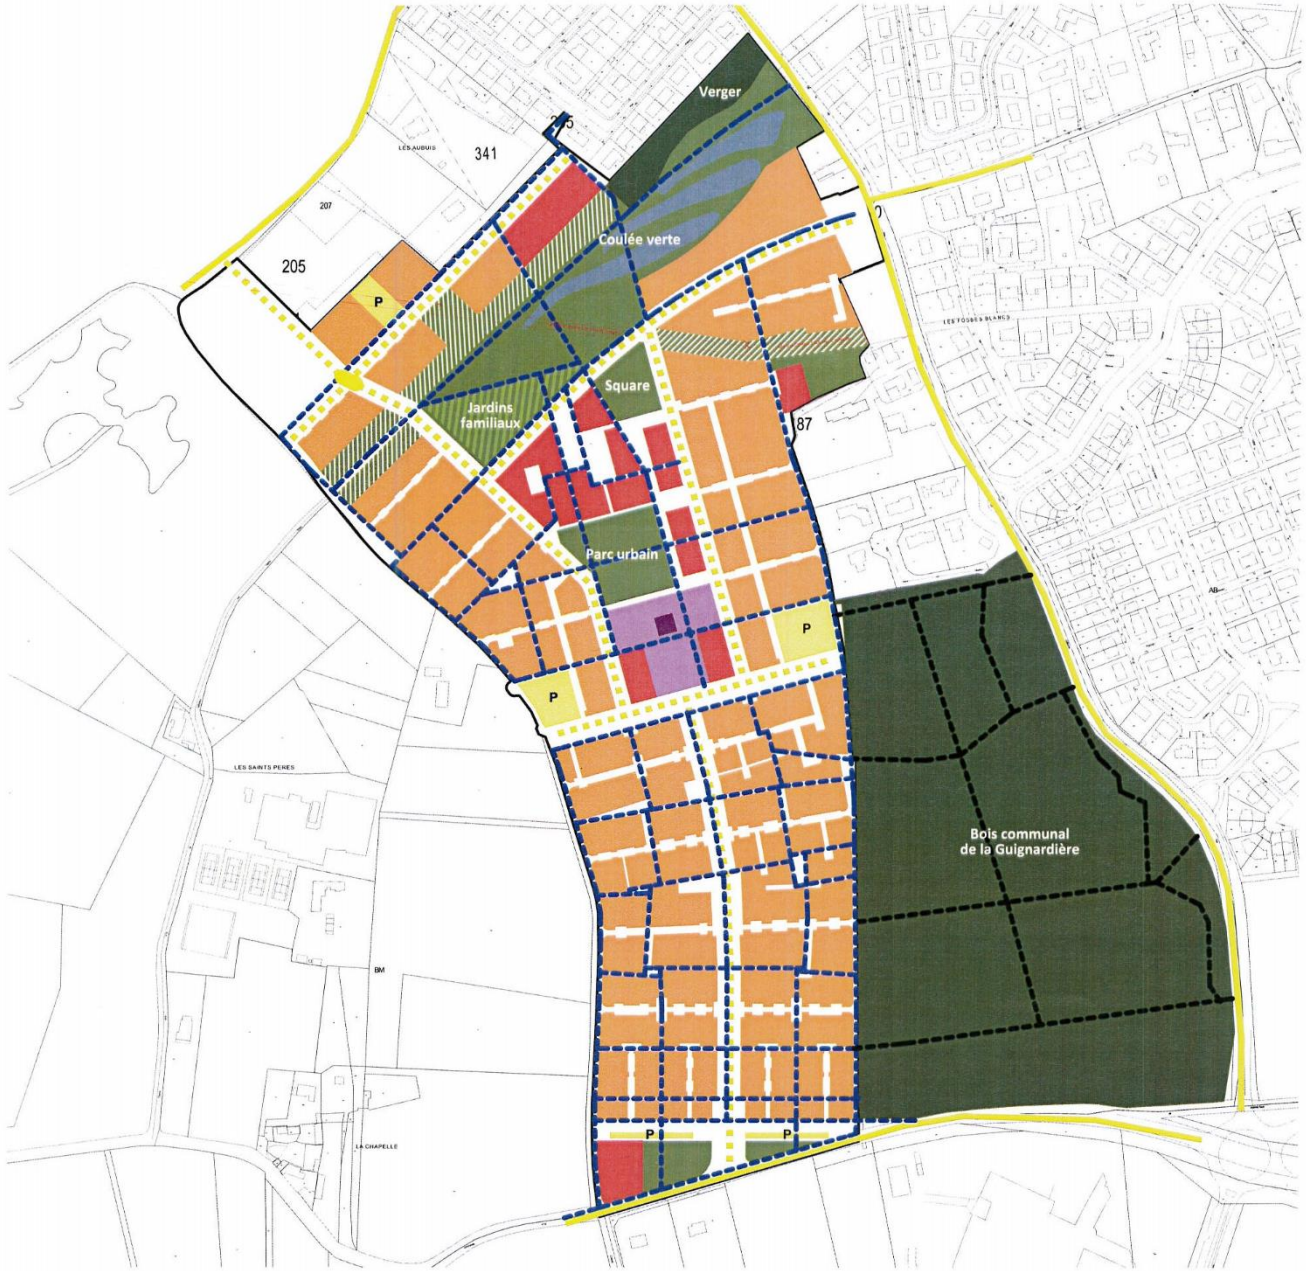 Verger
LES AUBUIS
341
207
205
P
Coulée verte
LES FOSSES BLANCS
Square
Jardins
familiaux
87
Parc urbain
AB
P
P
LES SAINTS PERES
Bois communal
de la Guignardière
BM
P
P
LA CHAPELLE